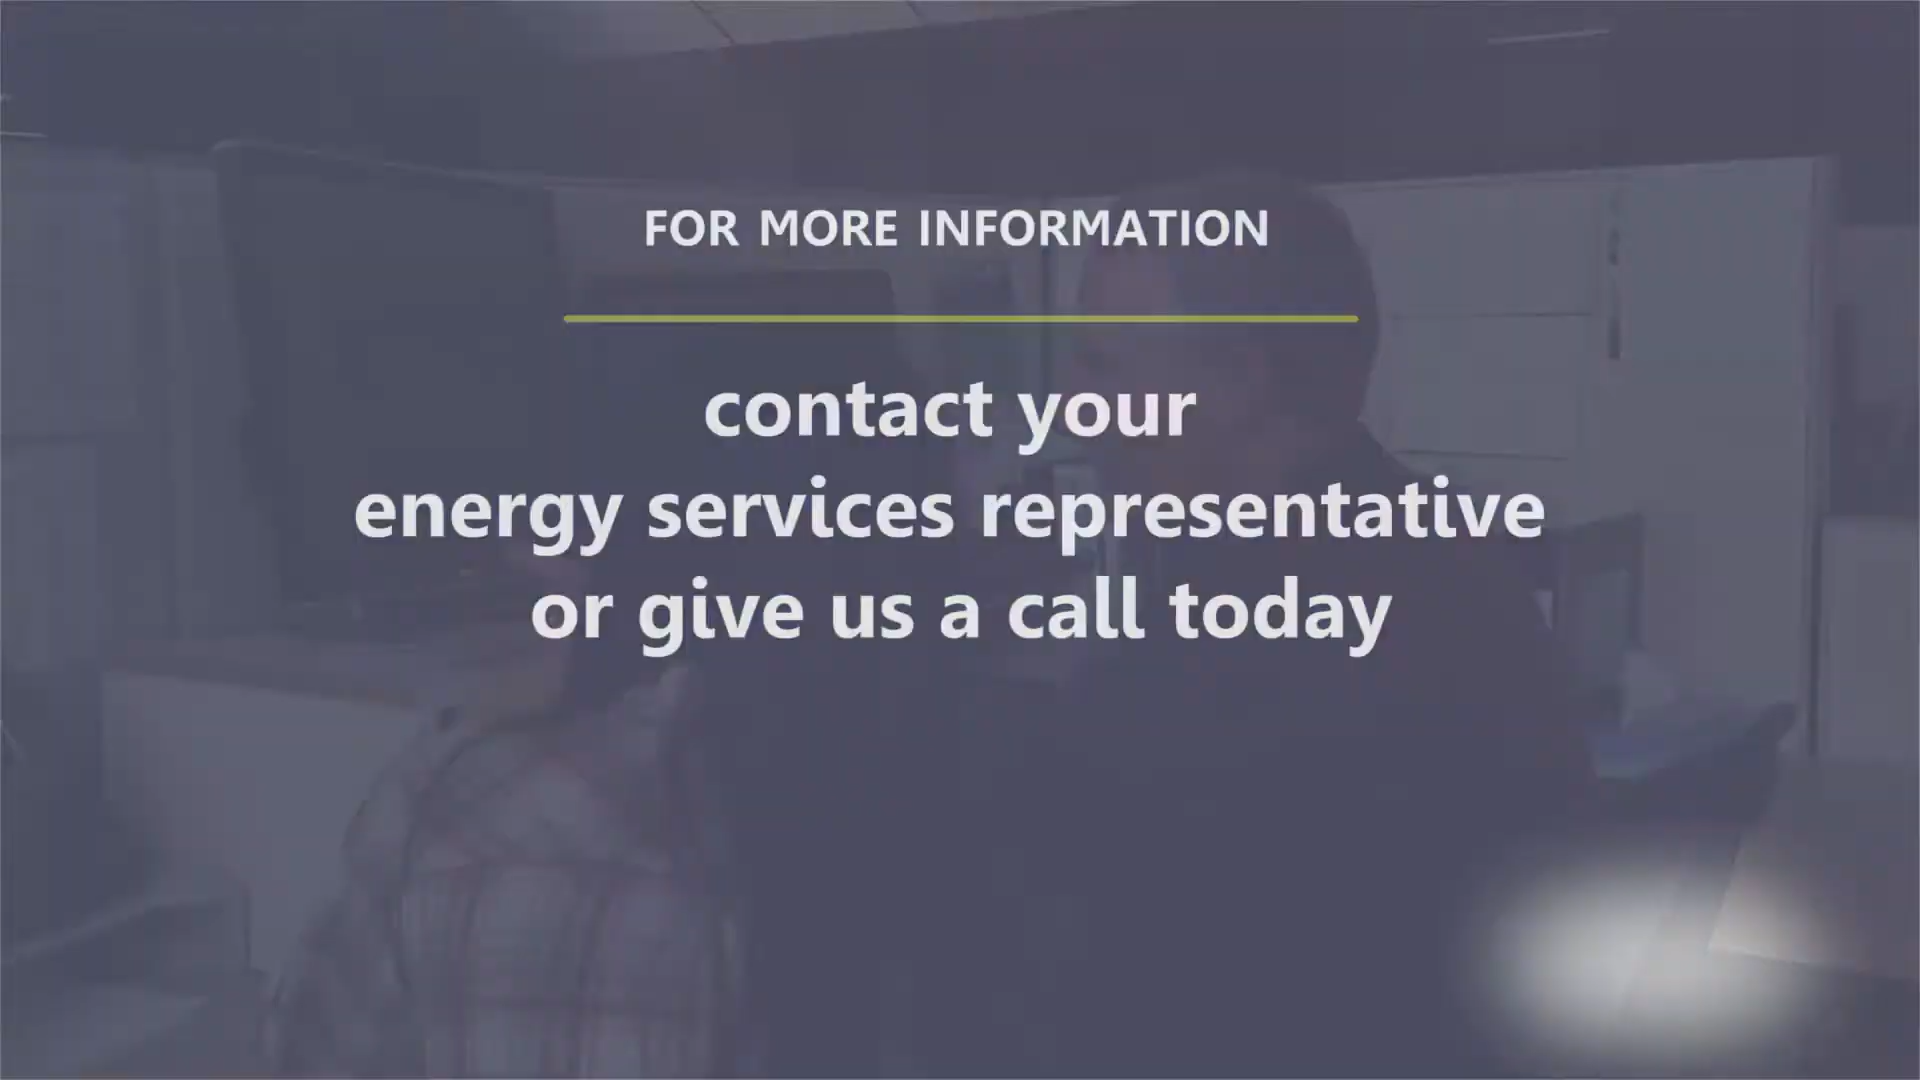 FOR MORE INFORMATION
contact your
energy services representative
or give us a call today